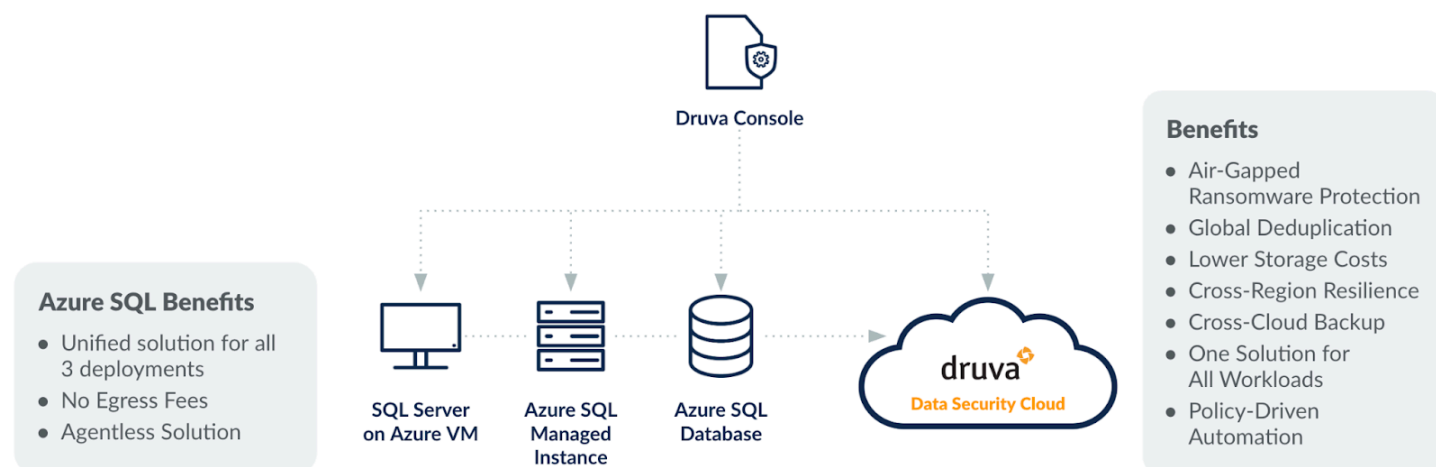 Druva Console
Azure SQL Benefits
• Unified solution for all
3 deployments
• No Egress Fees
• Agentless Solution
SQL Server
on Azure VM
Azure SQL
Managed
Instance
Azure SQL
Database
druva
Data Security Cloud
Benefits
• Air-Gapped
Ransomware Protection
• Global Deduplication
• Lower Storage Costs
• Cross-Region Resilience
• Cross-Cloud Backup
• One Solution for
All Workloads
• Policy-Driven
Automation